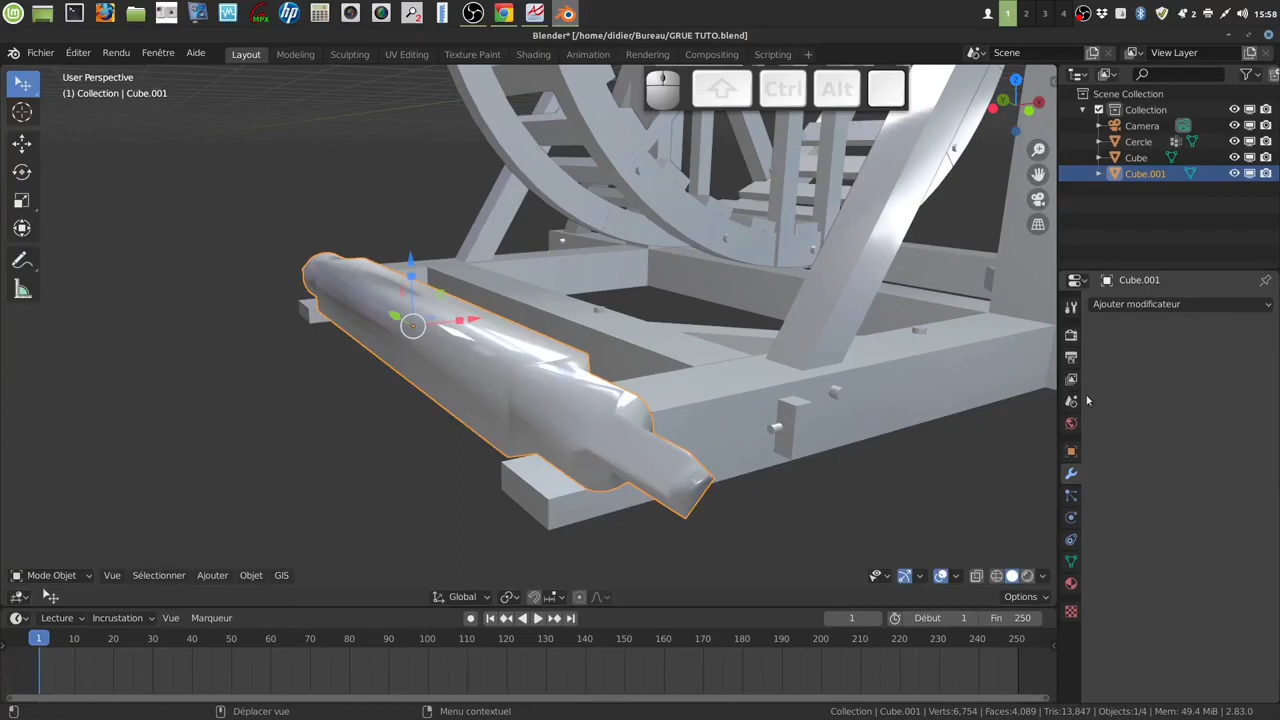 15:38
Blender* [/home/didier/Bureau/GRUE TUTO.blend]
Fichier Éditer Rendu Fenêtre Aide Layout Modeling Sculpting UV Editing Texture Paint Shading Animation Rendering Compositing Scripting + Scene View Layer
User Perspective
(1) Collection | Cube.001
Ctrl Alt
Scene Collection
Collection
Camera
Cercle
Cube
Cube.001
Cube.001
Ajouter modificateur
Mode Objet Vue Sélectionner Ajouter Objet GIS
Global Options
Lecture Incrustation Vue Marqueur 1 Début 1 Fin 250
1 10 20 30 40 50 60 70 80 90 100 110 120 130 140 150 160 170 180 190 200 210 220 230 240 250
Déplacer vue Menu contextuel Collection | Cube.001 | Verts:6,754 | Faces:4,089 | Tris:13,847 | Objects:1/4 | Mem: 49.4 MiB | 2.83.0